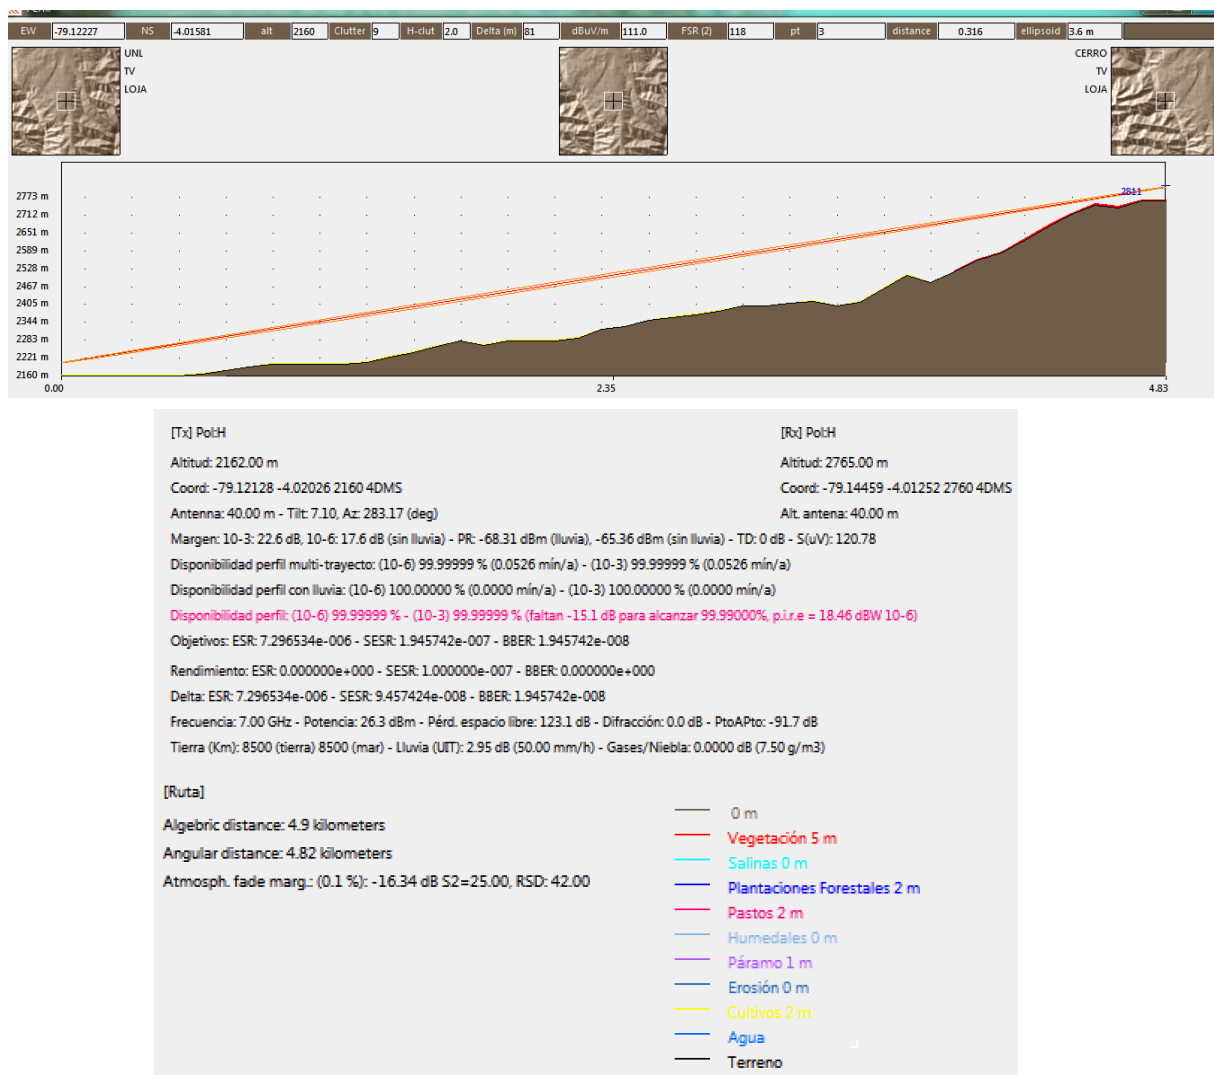 EW -79.12227 NS -4.01581 alt 2160 Clutter 9 H-clut 2.0 Delta (m) 81 dBuV/m 111.0 FSR (2) 118 pt 3 distance 0.316 ellipsoid 3.6 m
UNL
TV
LOJA
CERRO
TV
LOJA
2811
2773 m
2712 m
2651 m
2589 m
2528 m
2467 m
2405 m
2344 m
2283 m
2221 m
2160 m
0.00 2.35 4.83
[Tx] Pol:H
[Rx] Pol:H
Altitud: 2162.00 m
Altitud: 2765.00 m
Coord: -79.12128 -4.02026 2160 4DMS
Coord: -79.14459 -4.01252 2760 4DMS
Antenna: 40.00 m - Tilt: 7.10, Az: 283.17 (deg)
Alt. antena: 40.00 m
Margen: 10-3: 22.6 dB, 10-6: 17.6 dB (sin lluvia) - PR: -68.31 dBm (lluvia), -65.36 dBm (sin lluvia) - TD: 0 dB - S(uV): 120.78
Disponibilidad perfil multi-trayecto: (10-6) 99.99999 % (0.0526 mín/a) - (10-3) 99.99999 % (0.0526 mín/a)
Disponibilidad perfil con lluvia: (10-6) 100.00000 % (0.0000 mín/a) - (10-3) 100.00000 % (0.0000 mín/a)
Disponibilidad perfil: (10-6) 99.99999 % - (10-3) 99.99999 % (faltan -15.1 dB para alcanzar 99.99000%, p.i.r.e = 18.46 dBW 10-6)
Objetivos: ESR: 7.296534e-006 - SESR: 1.945742e-007 - BBER: 1.945742e-008
Rendimiento: ESR: 0.000000e+000 - SESR: 1.000000e-007 - BBER: 0.000000e+000
Delta: ESR: 7.296534e-006 - SESR: 9.457424e-008 - BBER: 1.945742e-008
Frecuencia: 7.00 GHz - Potencia: 26.3 dBm - Pérd. espacio libre: 123.1 dB - Difracción: 0.0 dB - PtoAPto: -91.7 dB
Tierra (Km): 8500 (tierra) 8500 (mar) - Lluvia (UIT): 2.95 dB (50.00 mm/h) - Gases/Niebla: 0.0000 dB (7.50 g/m3)
[Ruta]
Algebric distance: 4.9 kilometers
Angular distance: 4.82 kilometers
Atmosph. fade marg.: (0.1 %): -16.34 dB S2=25.00, RSD: 42.00
0 m
Vegetación 5 m
Salinas 0 m
Plantaciones Forestales 2 m
Pastos 2 m
Humedales 0 m
Páramo 1 m
Erosión 0 m
Cultivos 2 m
Agua
Terreno